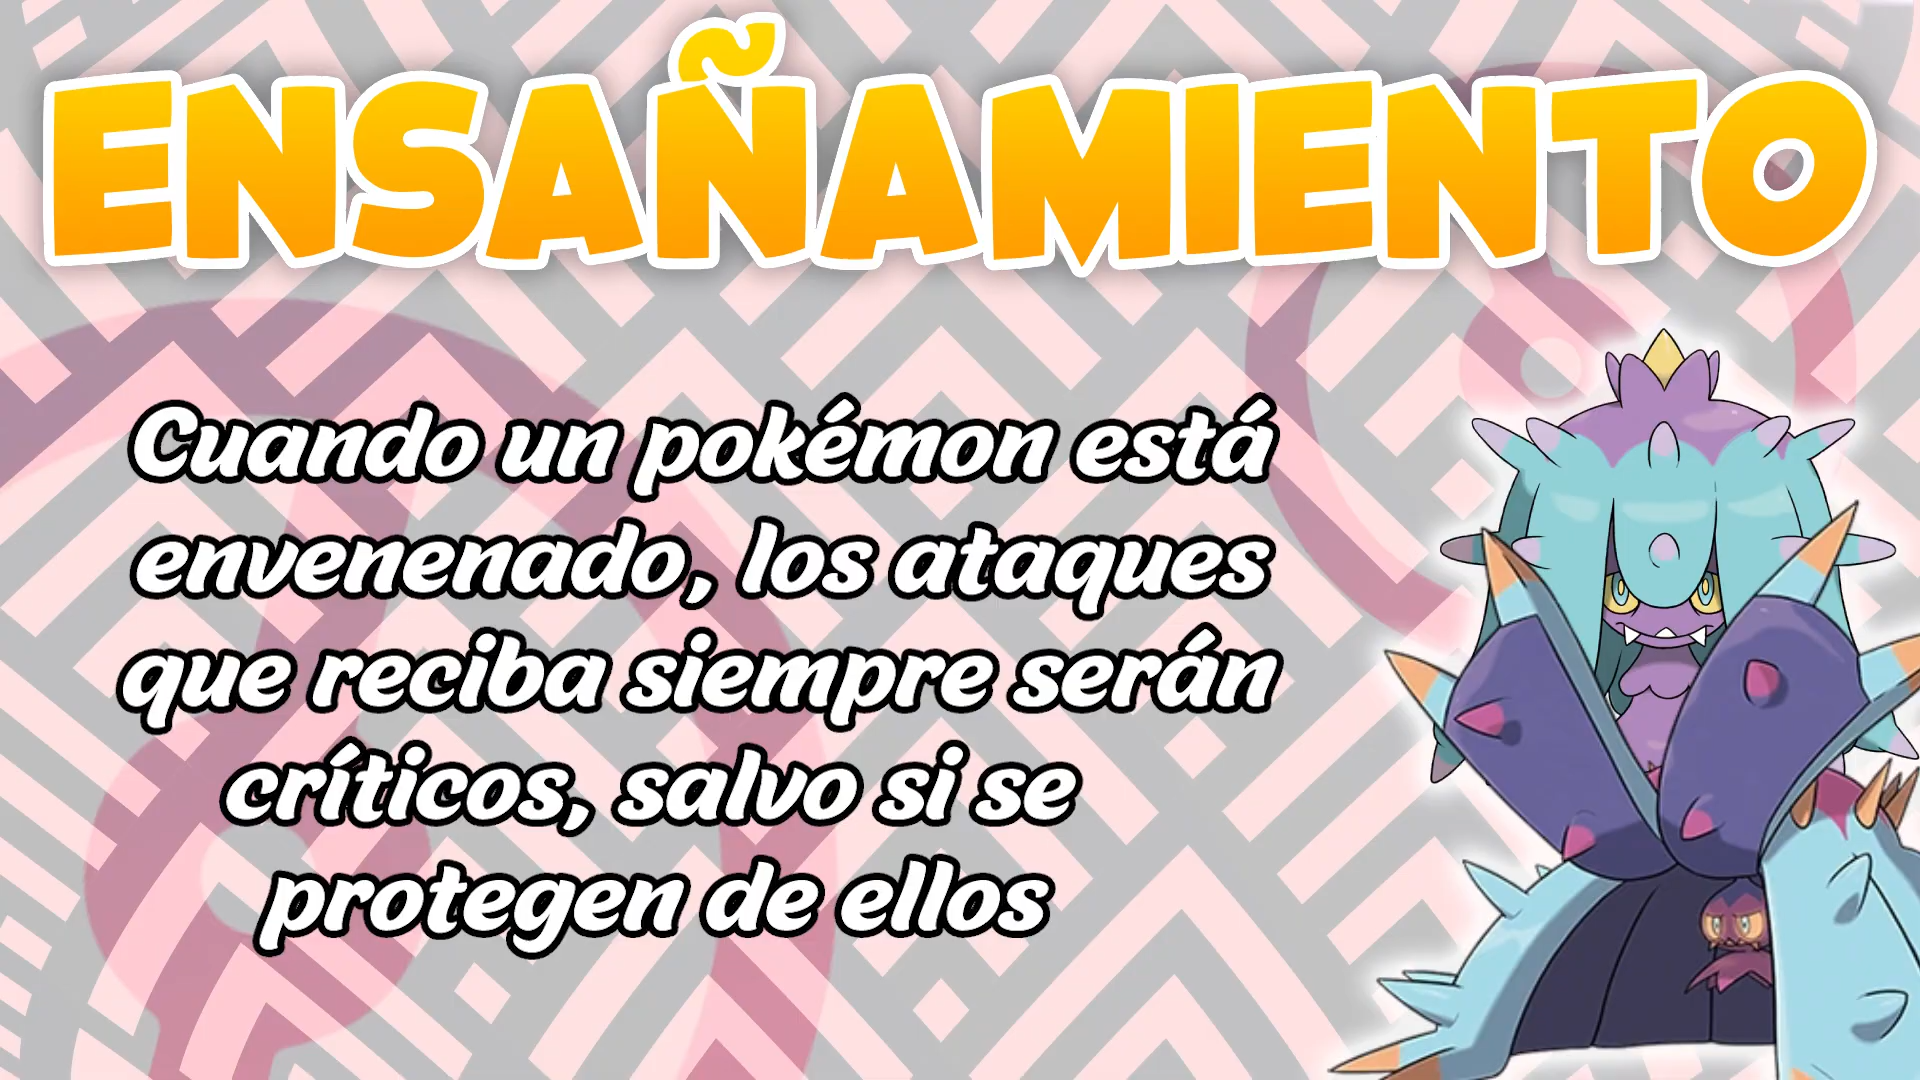 ENSAÑAMIENTO
Cuando un pokémon está
envenenado, los ataques
que reciba siempre serán
críticos, salvo si se
protegen de ellos